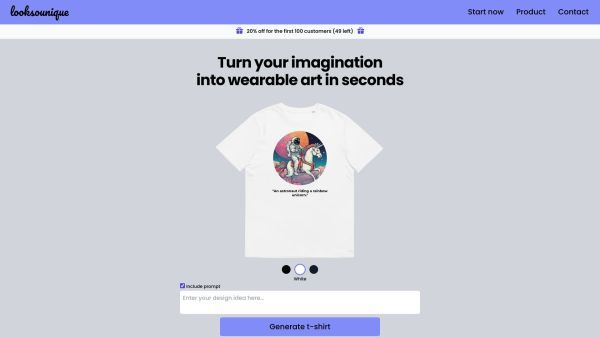 looksounique
Start now
Product
Contact
20% off for the first 100 customers (49 left)
Turn your imagination
into wearable art in seconds
"An astronaut riding a rainbow
unicorn."
White
Include prompt
Enter your design idea here...
Generate t-shirt